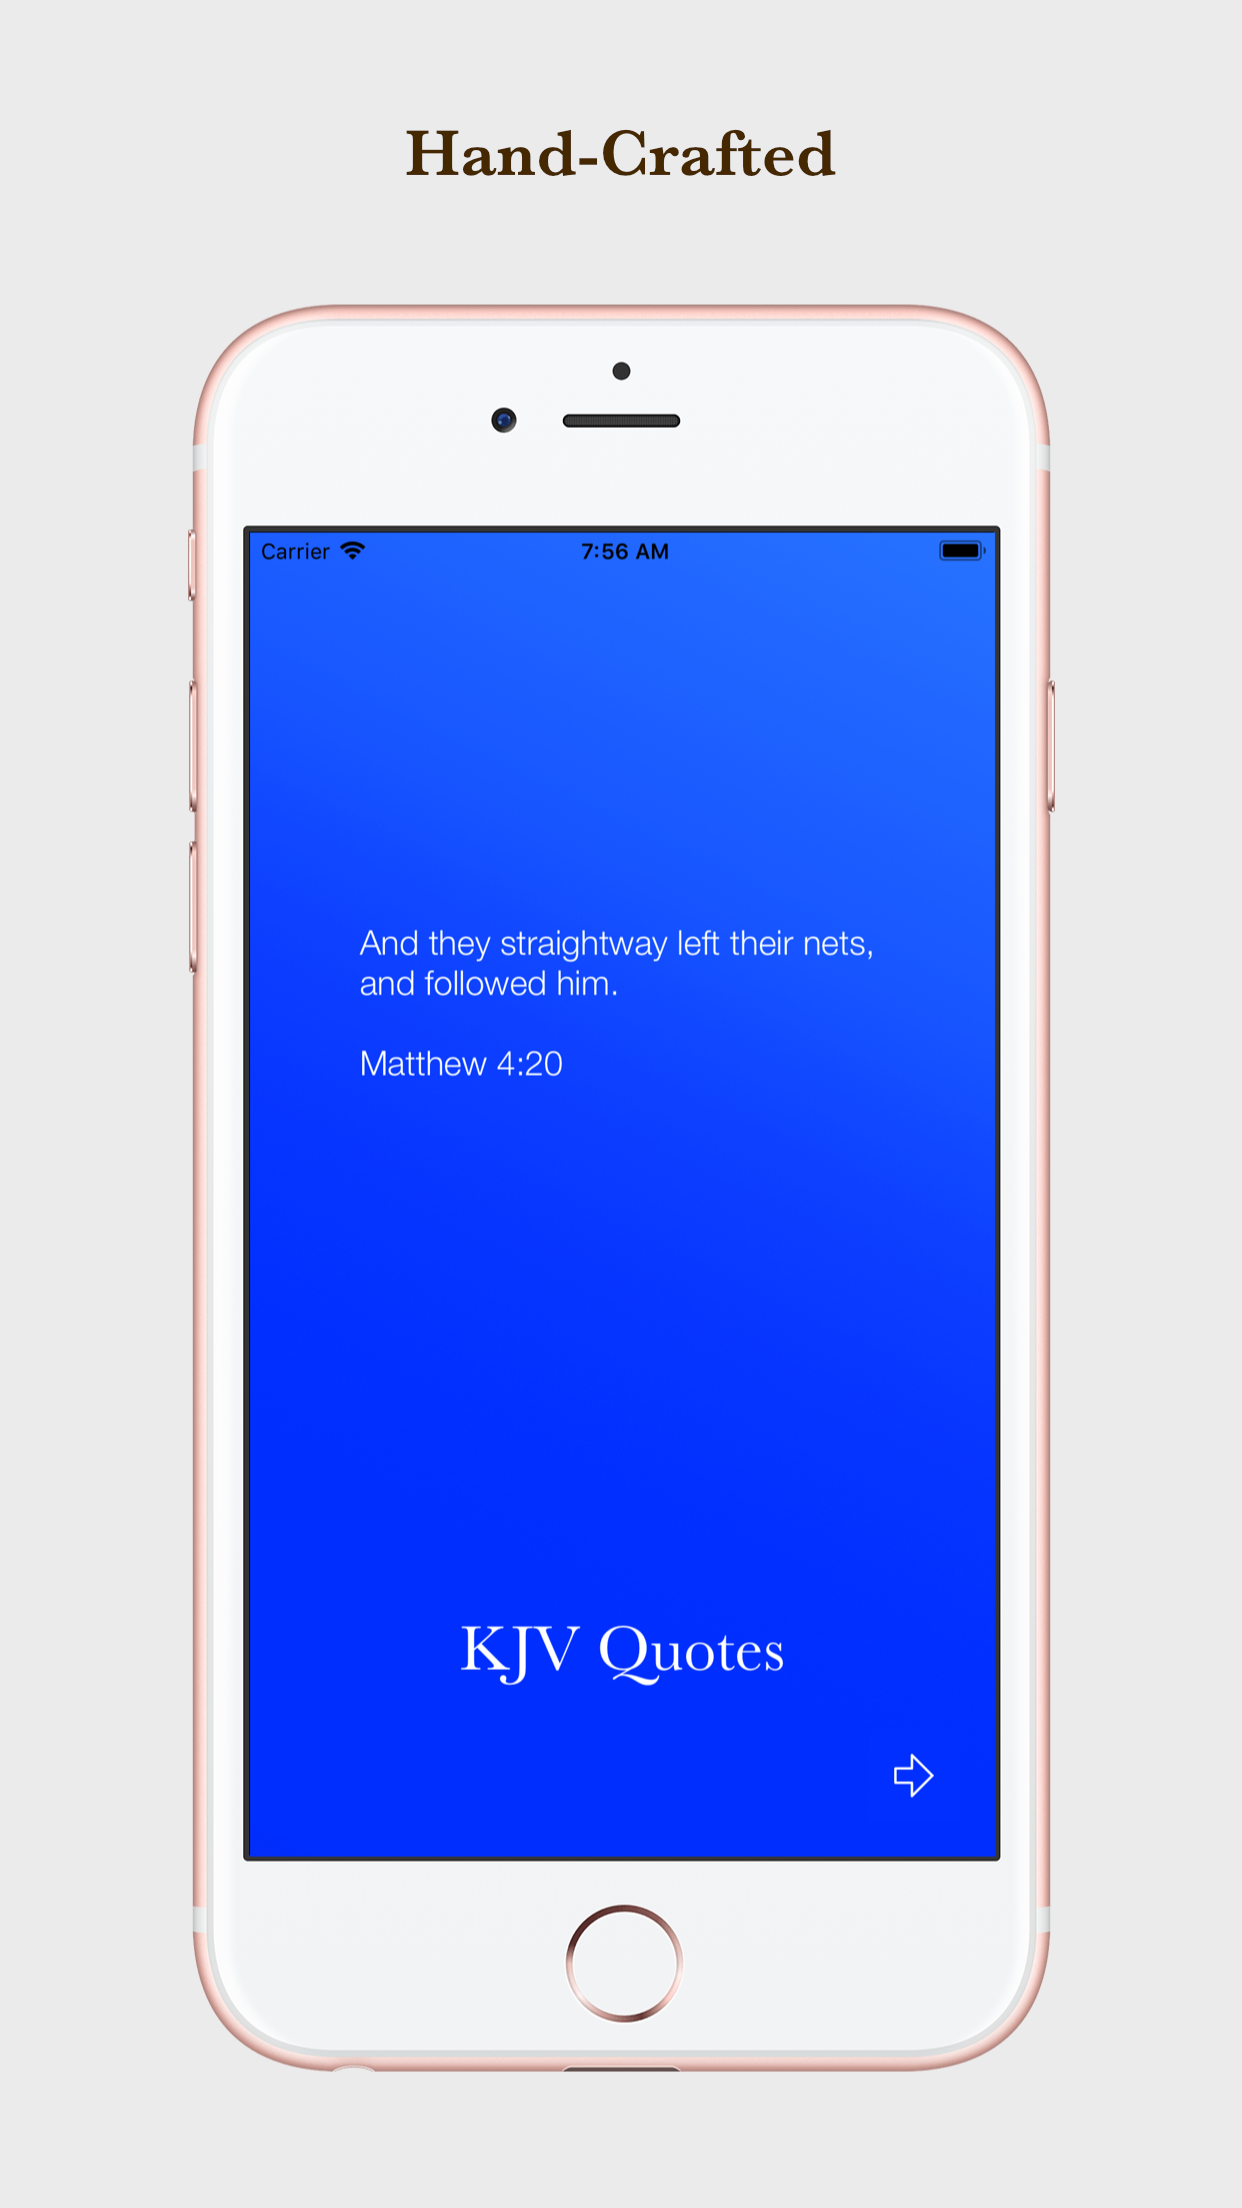 Hand-Crafted
Carrier
7:56 AM
And they straightway left their nets,
and followed him.
Matthew 4:20
KJV Quotes